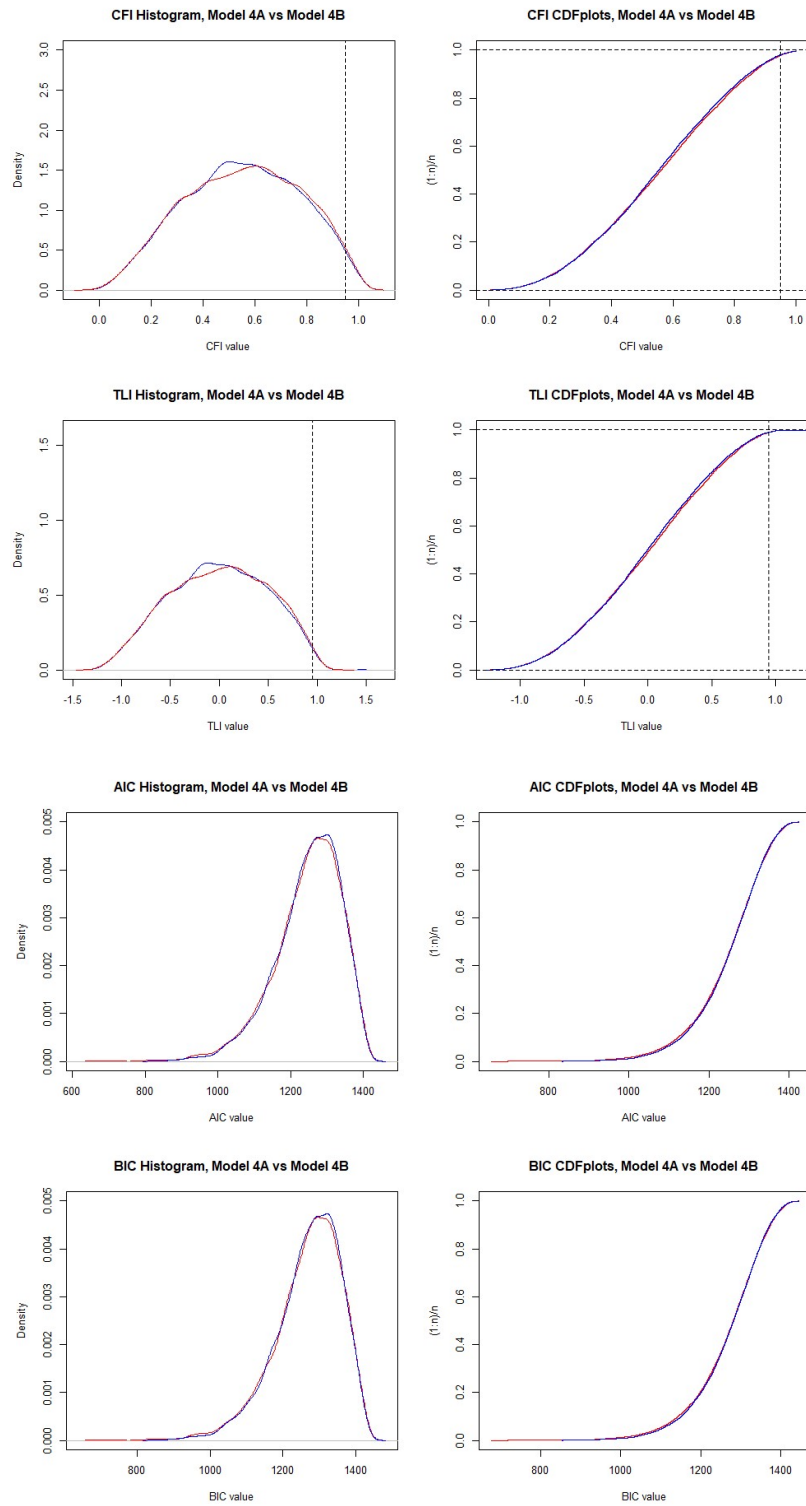 CFI Histogram, Model 4A vs Model 4B
Density
0.0 0.5 1.0 1.5 2.0 2.5 3.0
0.0 0.2 0.4 0.6 0.8 1.0
CFI value
CFI CDFplots, Model 4A vs Model 4B
(1:n)/n
0.0 0.2 0.4 0.6 0.8 1.0
0.0 0.2 0.4 0.6 0.8 1.0
CFI value
TLI Histogram, Model 4A vs Model 4B
Density
0.0 0.5 1.0 1.5
-1.5 -1.0 -0.5 0.0 0.5 1.0 1.5
TLI value
TLI CDFplots, Model 4A vs Model 4B
(1:n)/n
0.0 0.2 0.4 0.6 0.8 1.0
-1.0 -0.5 0.0 0.5 1.0
TLI value
AIC Histogram, Model 4A vs Model 4B
Density
0.000 0.001 0.002 0.003 0.004 0.005
600 800 1000 1200 1400
AIC value
AIC CDFplots, Model 4A vs Model 4B
(1:n)/n
0.0 0.2 0.4 0.6 0.8 1.0
800 1000 1200 1400
AIC value
BIC Histogram, Model 4A vs Model 4B
Density
0.000 0.001 0.002 0.003 0.004 0.005
800 1000 1200 1400
BIC value
BIC CDFplots, Model 4A vs Model 4B
(1:n)/n
0.0 0.2 0.4 0.6 0.8 1.0
800 1000 1200 1400
BIC value